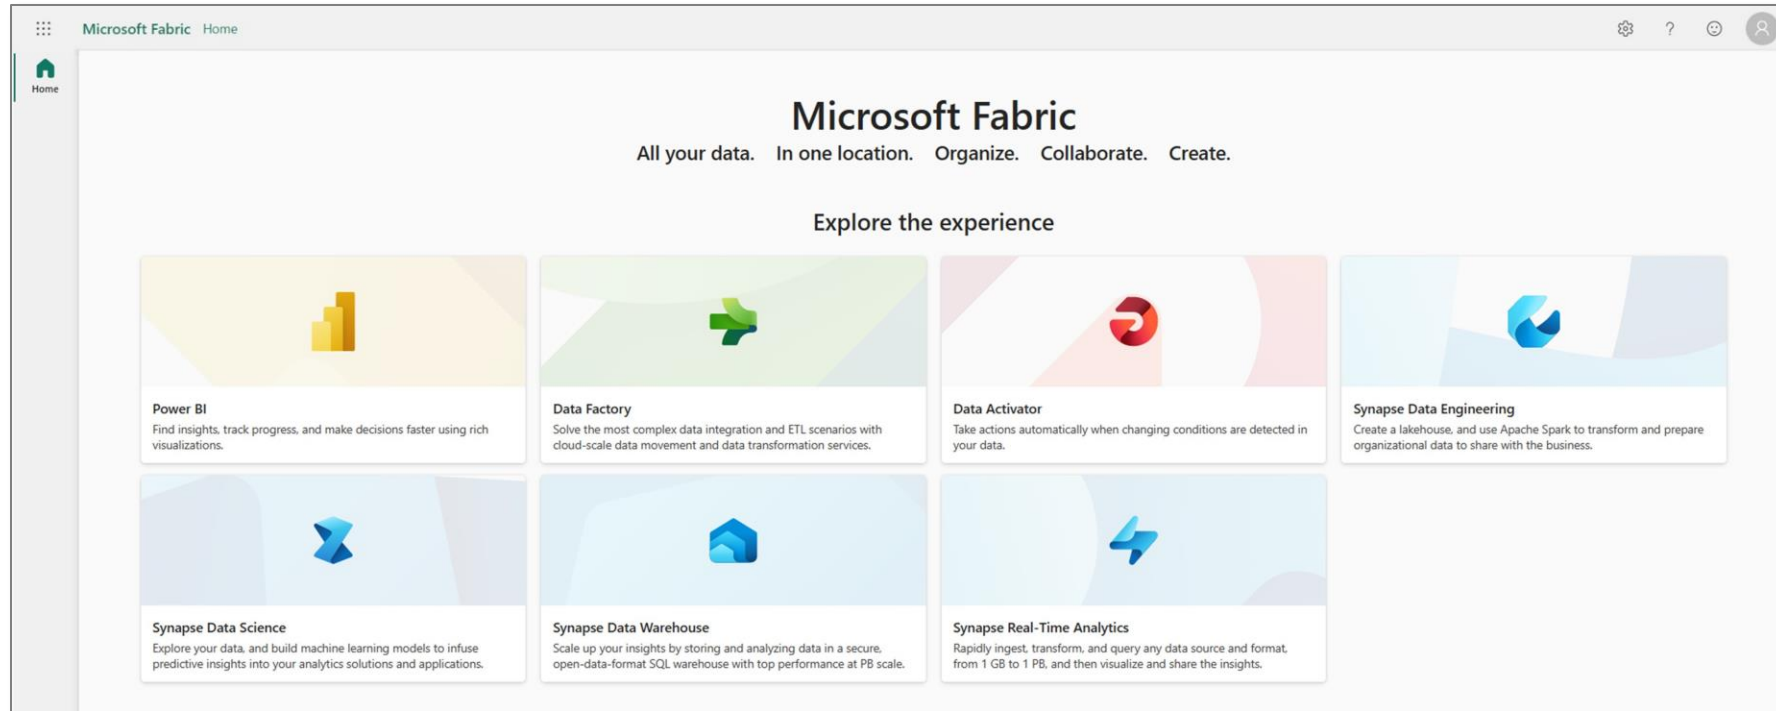 Microsoft Fabric Home
?
Home
Microsoft Fabric
All your data. In one location. Organize. Collaborate. Create.
Explore the experience
Power BI
Find insights, track progress, and make decisions faster using rich
visualizations.
Data Factory
Solve the most complex data integration and ETL scenarios with
cloud-scale data movement and data transformation services.
Data Activator
Take actions automatically when changing conditions are detected in
your data.
Synapse Data Engineering
Create a lakehouse, and use Apache Spark to transform and prepare
organizational data to share with the business.
Synapse Data Science
Explore your data, and build machine learning models to infuse
predictive insights into your analytics solutions and applications.
Synapse Data Warehouse
Scale up your insights by storing and analyzing data in a secure,
open-data-format SQL warehouse with top performance at PB scale.
Synapse Real-Time Analytics
Rapidly ingest, transform, and query any data source and format,
from 1 GB to 1 PB, and then visualize and share the insights.